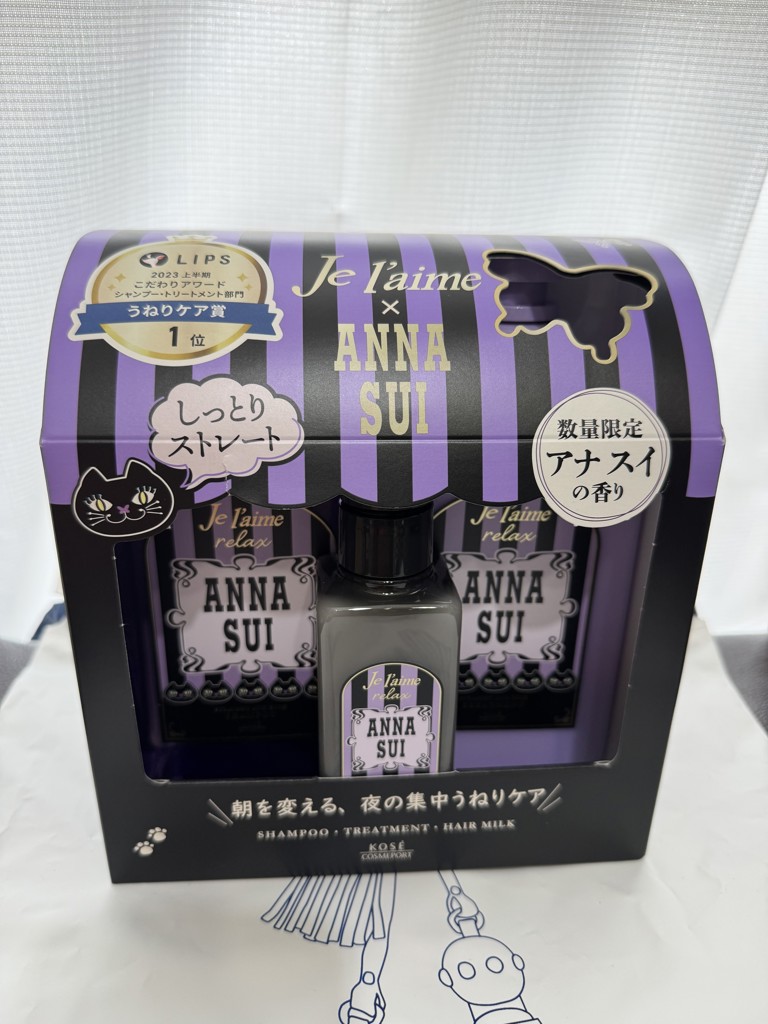 LIPS
2023 上半期
こだわりアワード
シャンプー・トリートメント部門
うねりケア賞
1 位
Je l'aime
×
ANNA
SUI
しっとり
ストレート
数量限定
アナ スイ
の香り
Je l'aime
relax
ANNA
SUI
Je l'aime
relax
ANNA
SUI
Je l'aime
relax
ANNA
SUI
朝を変える、夜の集中うねりケア
SHAMPOO・TREATMENT・HAIR MILK
KOSÉ
COSMEPORT